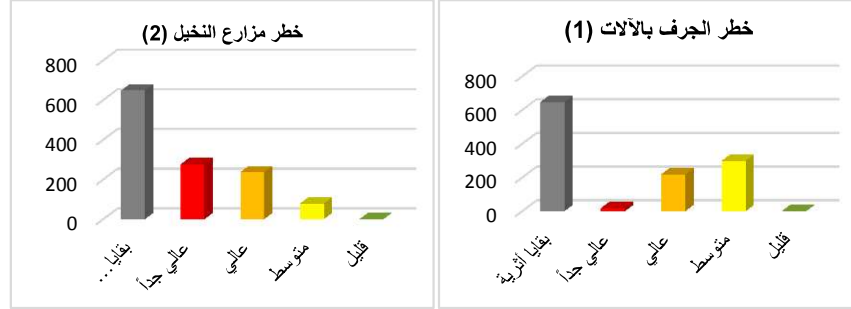 خطر الجرف بالآلات (1)
800
600
400
200
0
بقايا أثرية
عالي جداً
عالي
متوسط
قليل
خطر مزارع النخيل (2)
800
600
400
200
0
بقايا...
عالي جداً
عالي
متوسط
قليل